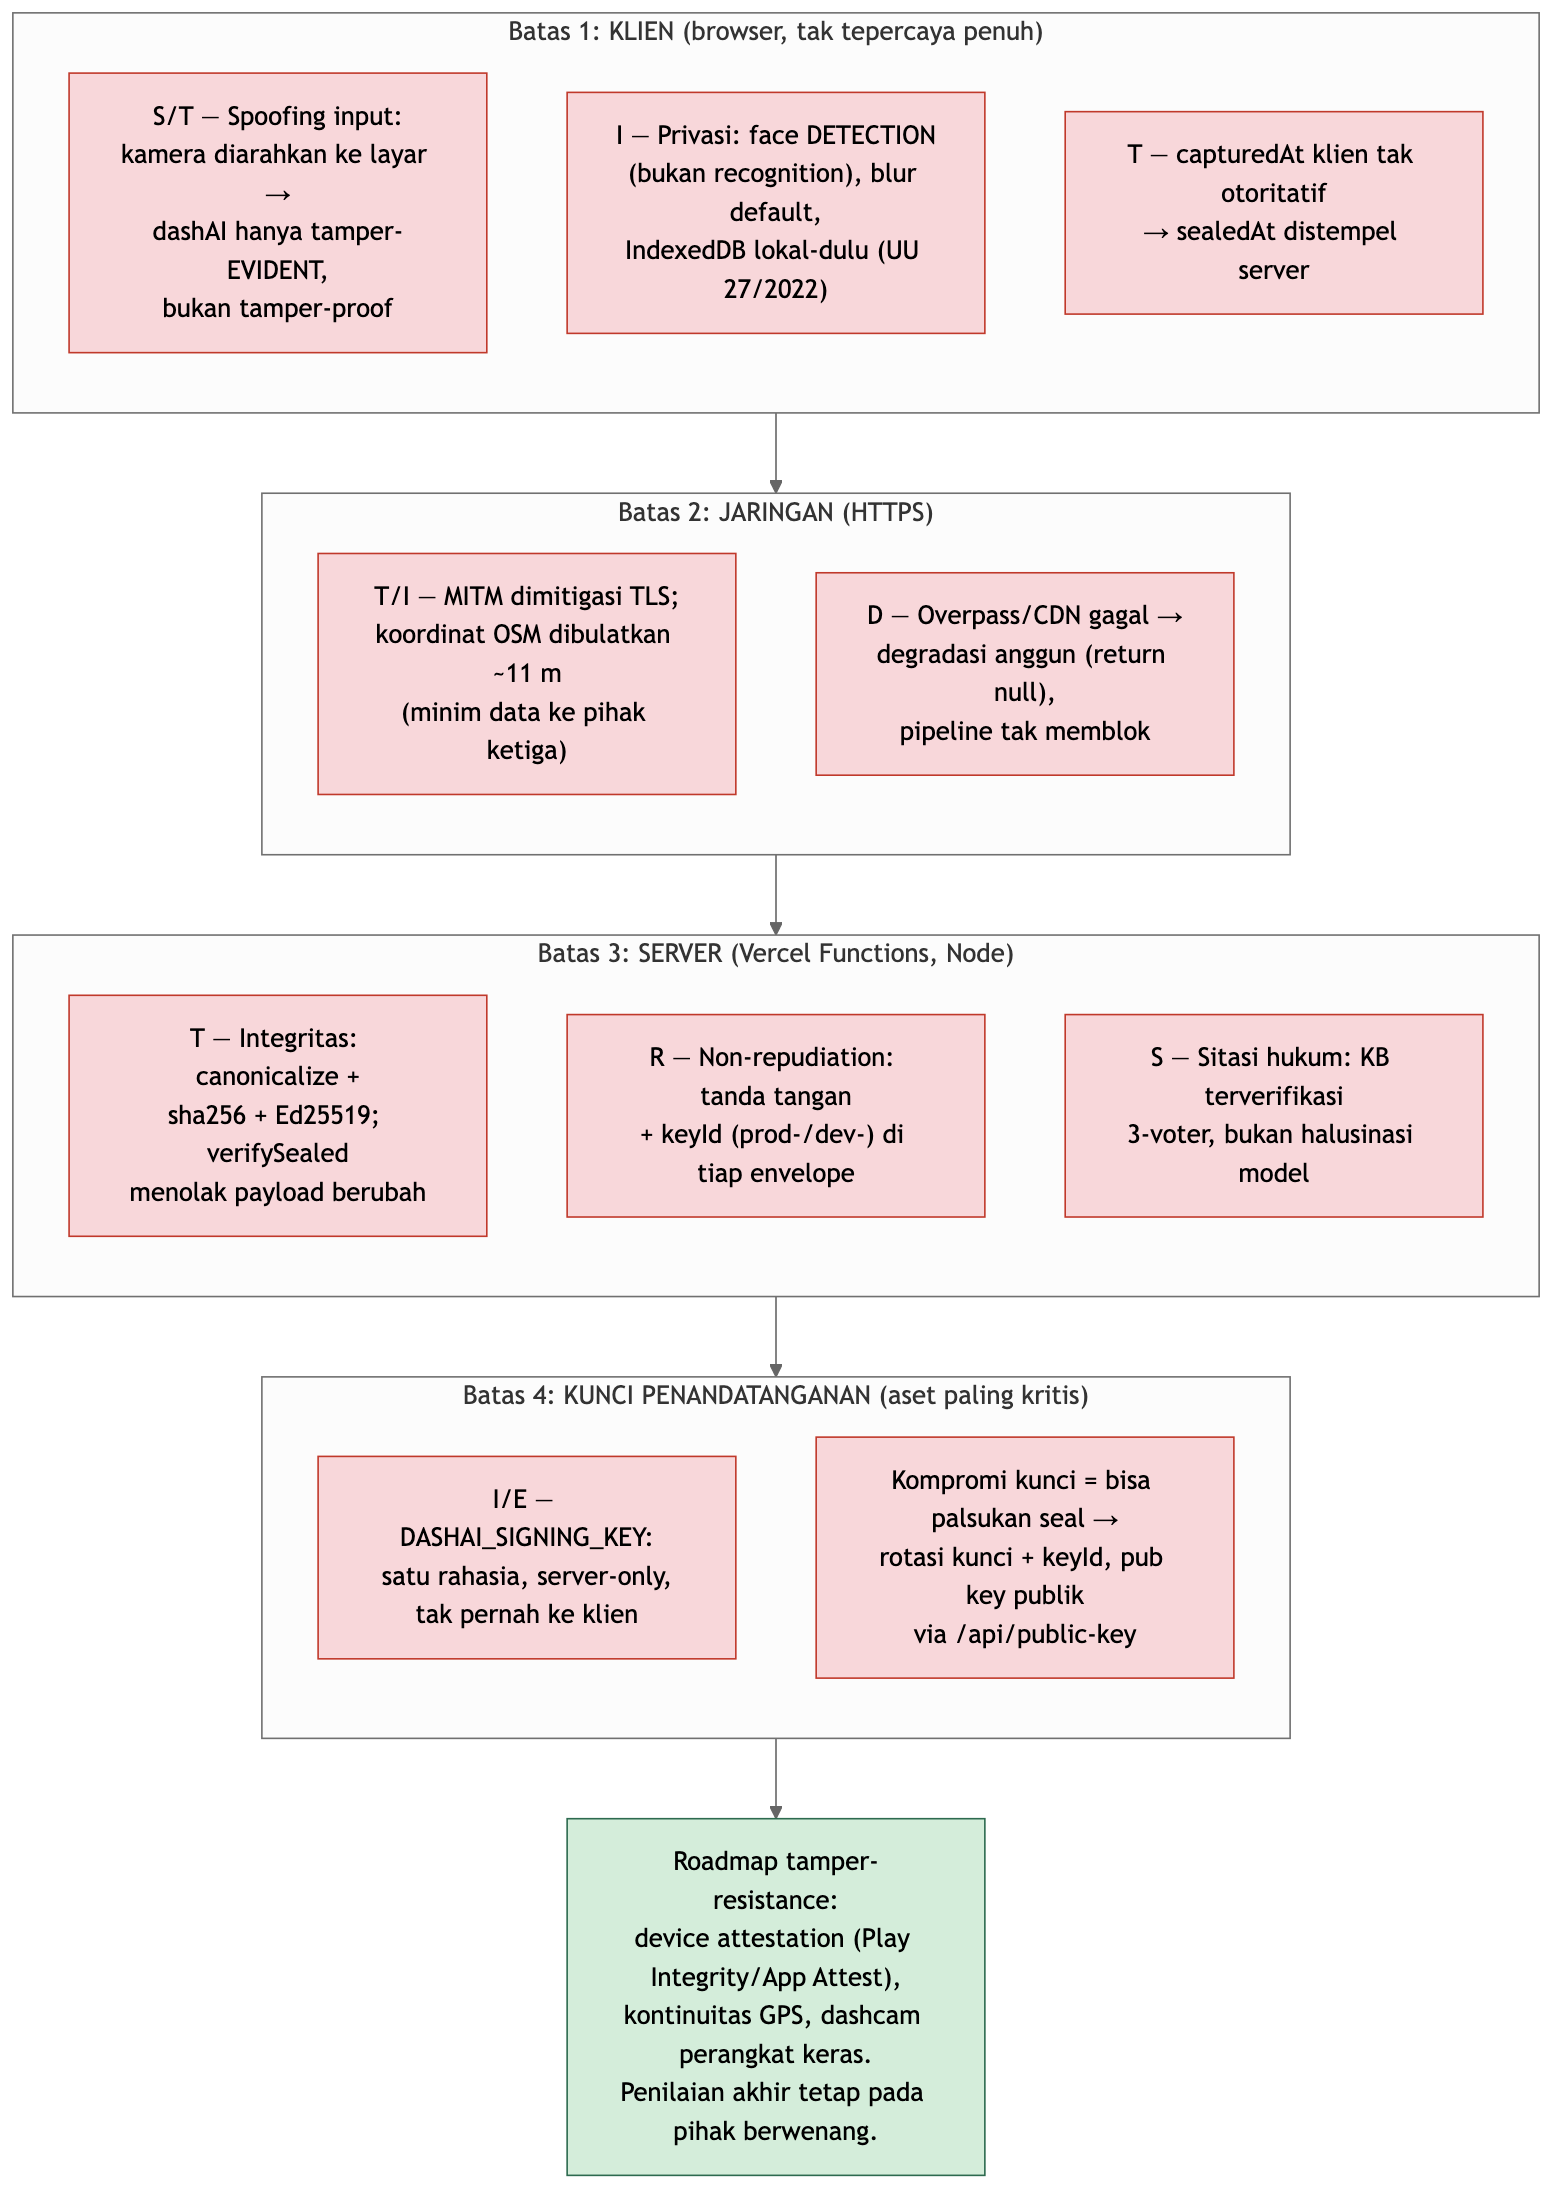 Batas 1: KLIEN (browser, tak tepercaya penuh)
S/T — Spoofing input:
kamera diarahkan ke layar
→
dashAI hanya tamper-
EVIDENT,
bukan tamper-proof
I — Privasi: face DETECTION
(bukan recognition), blur
default,
IndexedDB lokal-dulu (UU
27/2022)
T — capturedAt klien tak
otoritatif
→ sealedAt distempel
server
Batas 2: JARINGAN (HTTPS)
T/I — MITM dimitigasi TLS;
koordinat OSM dibulatkan
~11 m
(minim data ke pihak
ketiga)
D — Overpass/CDN gagal →
degradasi anggun (return
null),
pipeline tak memblok
Batas 3: SERVER (Vercel Functions, Node)
T — Integritas:
canonicalize +
sha256 + Ed25519;
verifySealed
menolak payload berubah
R — Non-repudiation:
tanda tangan
+ keyId (prod-/dev-) di
tiap envelope
S — Sitasi hukum: KB
terverifikasi
3-voter, bukan halusinasi
model
Batas 4: KUNCI PENANDATANGANAN (aset paling kritis)
I/E —
DASHAI_SIGNING_KEY:
satu rahasia, server-only,
tak pernah ke klien
Kompromi kunci = bisa
palsukan seal →
rotasi kunci + keyId, pub
key publik
via /api/public-key
Roadmap tamper-
resistance:
device attestation (Play
Integrity/App Attest),
kontinuitas GPS, dashcam
perangkat keras.
Penilaian akhir tetap pada
pihak berwenang.